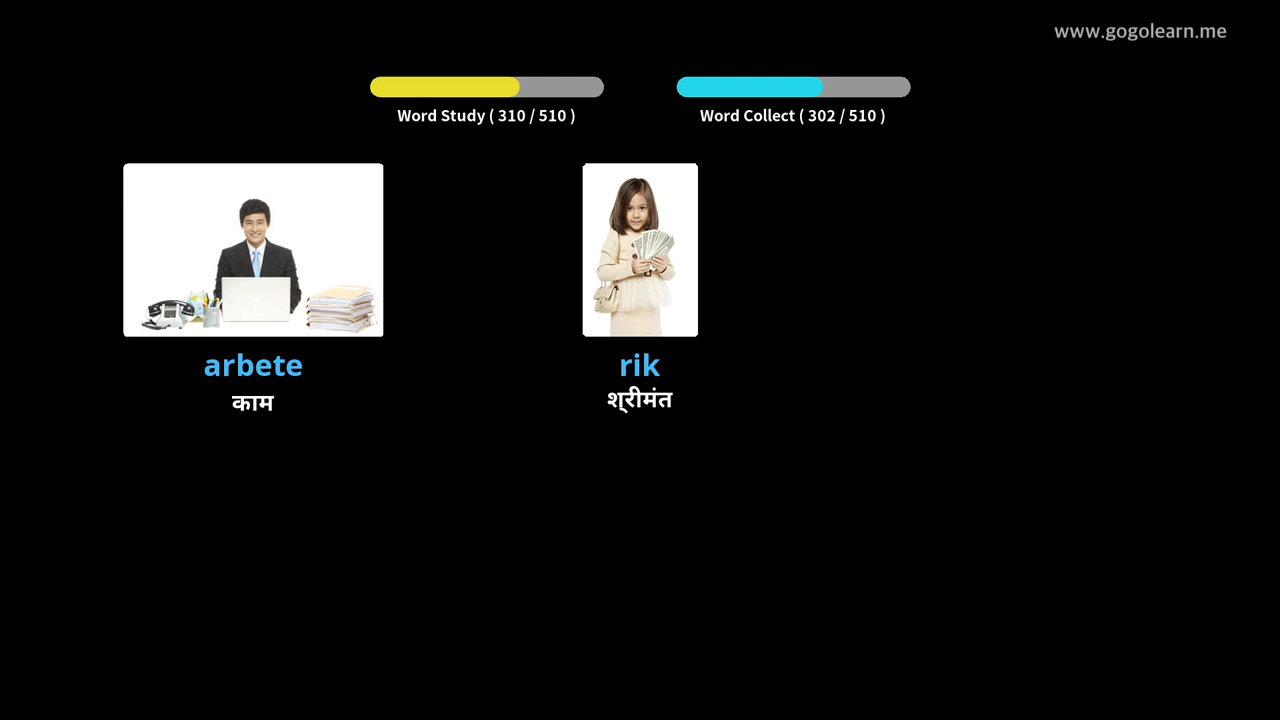 www.gogolearn.me
Word Study ( 310 / 510 )
Word Collect ( 302 / 510 )
arbete
काम
rik
श्रीमंत